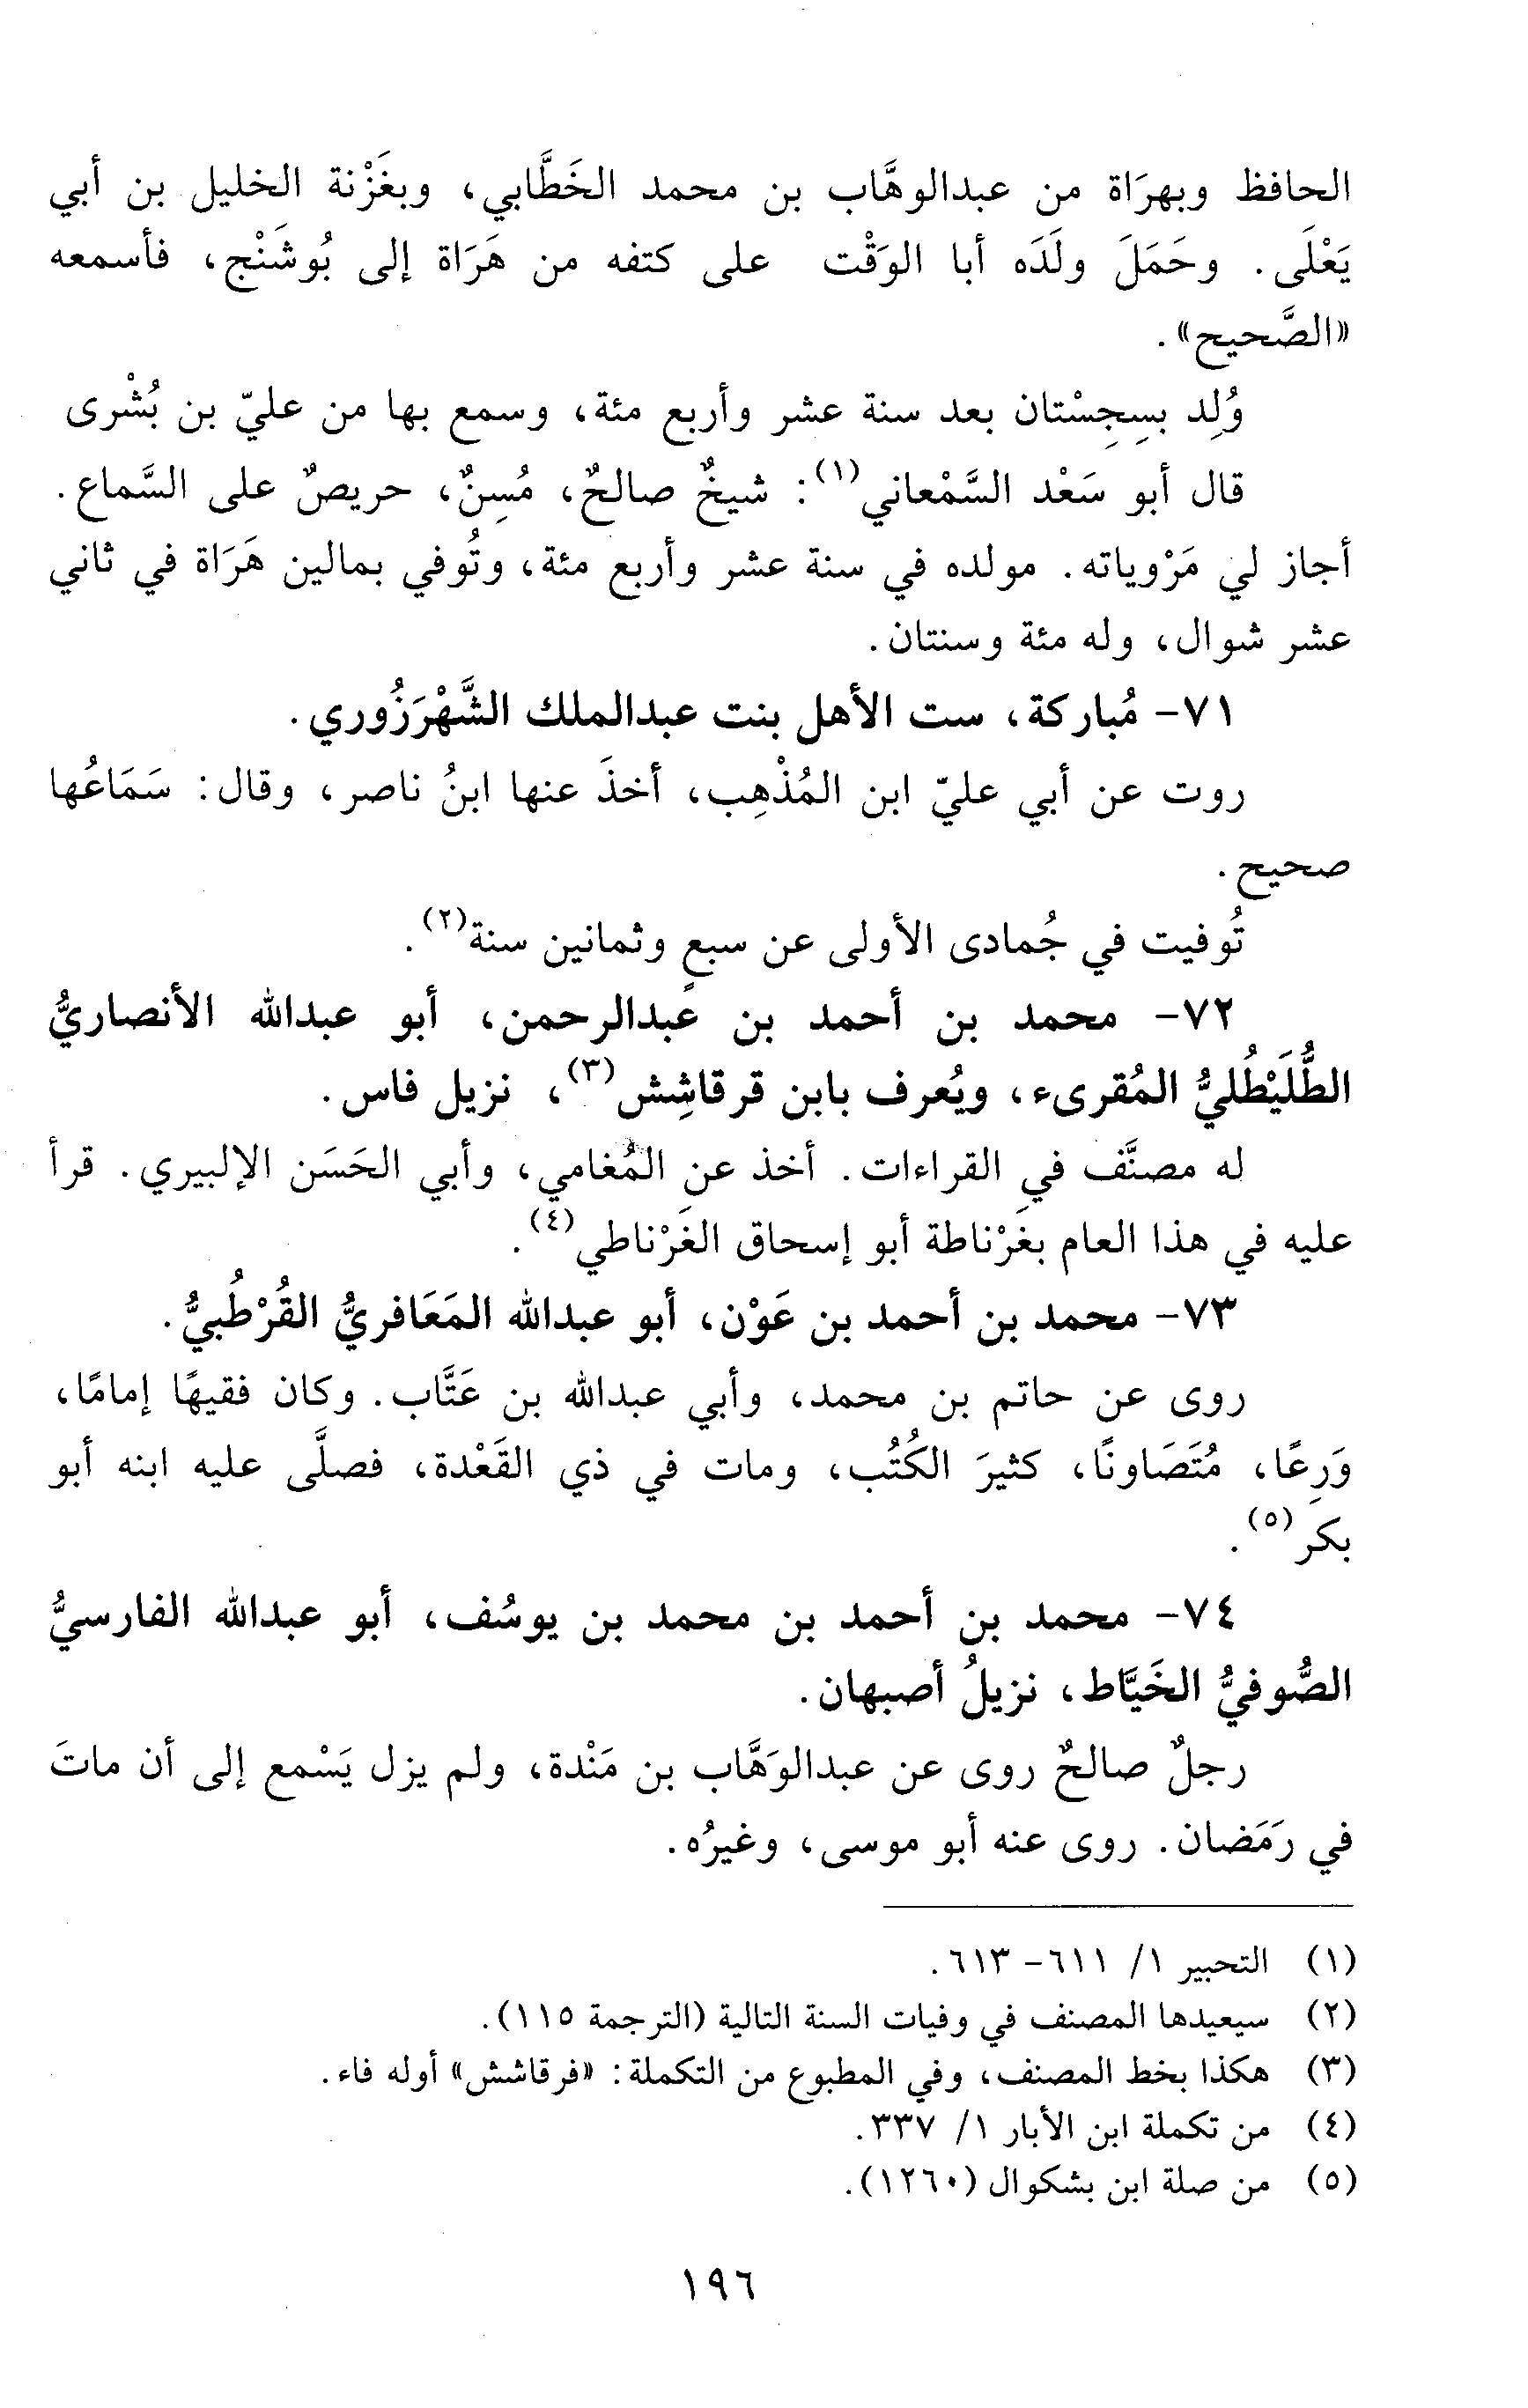 الحافظ وبهرَاة من عبدالوهَّاب بن محمد الخَطَّابي، وبغَزْنة الخليل بن أبي
يَعْلَى. وحَمَلَ ولَدَه أبا الوَقْت على كتفه من هَرَاة إلى بُوشَنْج، فأسمعه
«الصَّحيح».
وُلِد بسِجِسْتان بعد سنة عشر وأربع مئة، وسمع بها من عليّ بن بُشْرى
قال أبو سَعْد السَّمْعاني(١): شيخٌ صالحٌ، مُسِنٌ، حريصٌ على السَّماع.
أجاز لي مَرْوياته. مولده في سنة عشر وأربع مئة، وتُوفي بمالين هَرَاة في ثاني
عشر شوال، وله مئة وسنتان.
٧١- مُباركة، ست الأهل بنت عبدالملك الشَّهْرَزُوري.
روت عن أبي عليّ ابن المُذْهِب، أخذَ عنها ابنُ ناصر، وقال: سَمَاعُها
صحيح.
تُوفيت في جُمادى الأولى عن سبعٍ وثمانين سنة(٢).
٧٢- محمد بن أحمد بن عبدالرحمن، أبو عبدالله الأنصاريُّ
الطُّلَيْطُليُّ المُقرىء، ويُعرف بابن قرقاشِش(٣)، نزيل فاس.
له مصنَّف في القراءات. أخذ عن المُغامي، وأبي الحَسَن الإلبيري. قرأ
عليه في هذا العام بغَرْناطة أبو إسحاق الغَرْناطي(٤).
٧٣- محمد بن أحمد بن عَوْن، أبو عبدالله المَعَافريُّ القُرْطُبيُّ.
روى عن حاتم بن محمد، وأبي عبدالله بن عَتَّاب. وكان فقيهًا إمامًا،
وَرِعًا، مُتَصَاونًا، كثيرَ الكُتُب، ومات في ذي القَعْدة، فصلَّى عليه ابنه أبو
بكر(٥).
٧٤- محمد بن أحمد بن محمد بن يوسُف، أبو عبدالله الفارسيُّ
الصُّوفيُّ الخَيَّاط، نزيلُ أصبهان.
رجلٌ صالحٌ روى عن عبدالوَهَّاب بن مَنْدة، ولم يزل يَسْمع إلى أن ماتَ
في رَمَضان. روى عنه أبو موسى، وغيرُه.
(١) التحبير ١/ ٦١١- ٦١٣.
(٢) سيعيدها المصنف في وفيات السنة التالية (الترجمة ١١٥).
(٣) هكذا بخط المصنف، وفي المطبوع من التكملة: «فرقاشش» أوله فاء.
(٤) من تكملة ابن الأبار ١/ ٣٣٧.
(٥) من صلة ابن بشكوال (١٢٦٠).
١٩٦